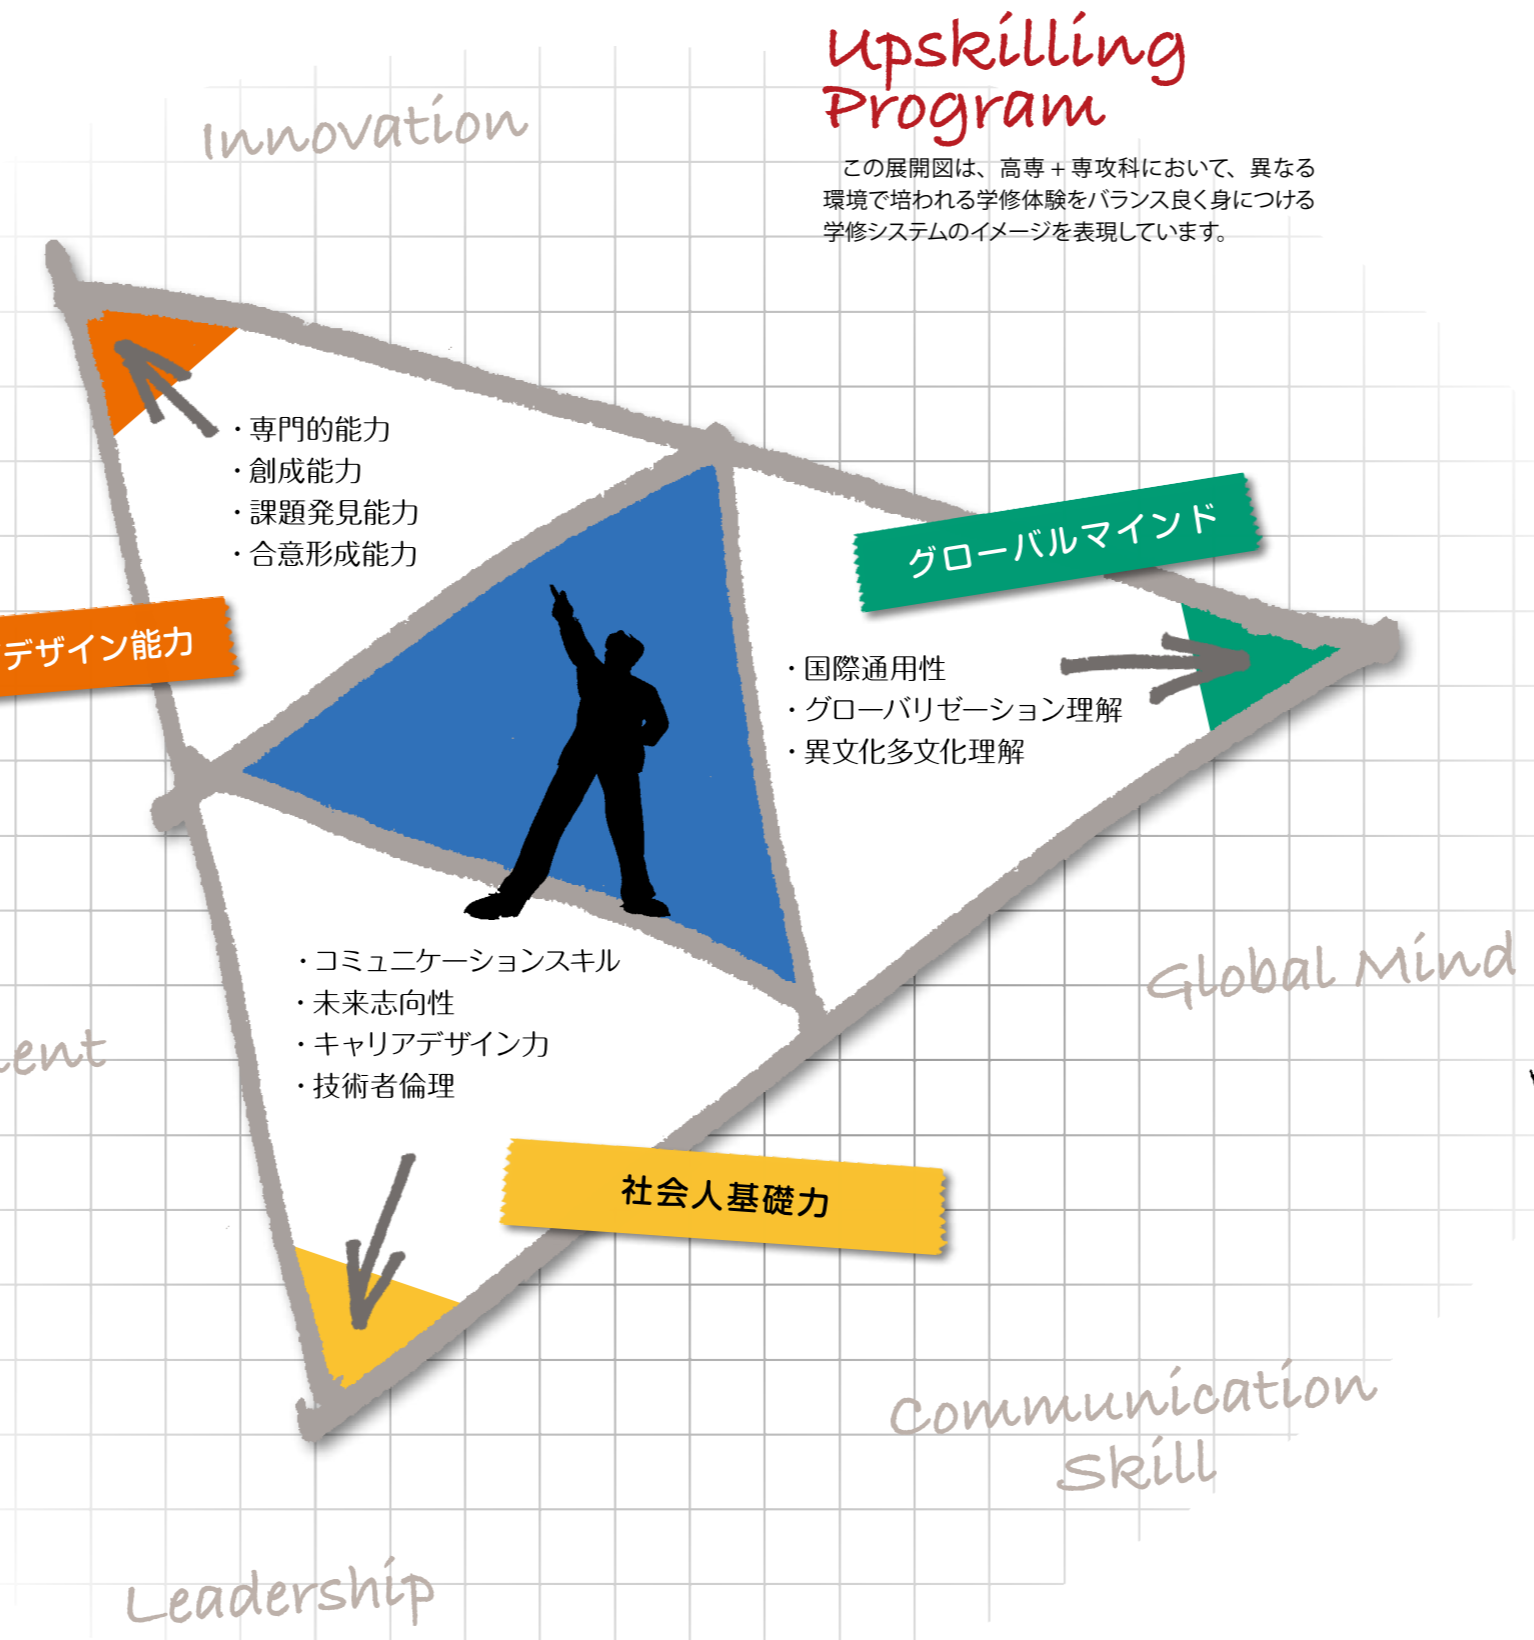 Upskilling
Program
この展開図は、高専＋専攻科において、異なる
環境で培われる学修体験をバランス良く身につける
学修システムのイメージを表現しています。
Innovation
・専門的能力
・創成能力
・課題発見能力
・合意形成能力
デザイン能力
グローバルマインド
・国際通用性
・グローバリゼーション理解
・異文化多文化理解
Global Mind
・コミュニケーションスキル
・未来志向性
・キャリアデザイン力
・技術者倫理
ent
社会人基礎力
Communication
Skill
Leadership